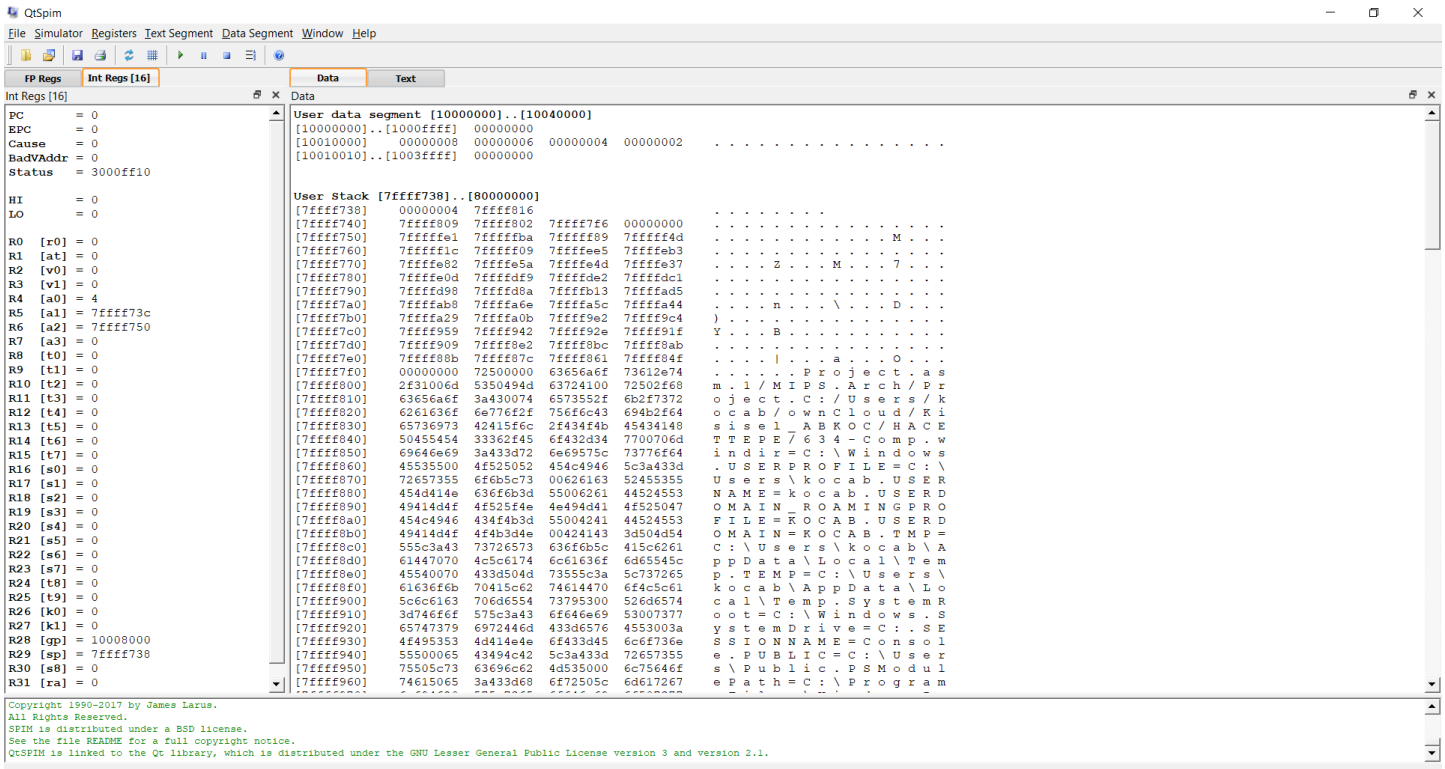 QtSpim
File Simulator Registers Text Segment Data Segment Window Help
FP Regs Int Regs [16] Data Text
Int Regs [16]
PC = 0
EPC = 0
Cause = 0
BadVAddr = 0
Status = 3000ff10
HI = 0
LO = 0
R0 [r0] = 0
R1 [at] = 0
R2 [v0] = 0
R3 [v1] = 0
R4 [a0] = 4
R5 [a1] = 7ffff73c
R6 [a2] = 7ffff750
R7 [a3] = 0
R8 [t0] = 0
R9 [t1] = 0
R10 [t2] = 0
R11 [t3] = 0
R12 [t4] = 0
R13 [t5] = 0
R14 [t6] = 0
R15 [t7] = 0
R16 [s0] = 0
R17 [s1] = 0
R18 [s2] = 0
R19 [s3] = 0
R20 [s4] = 0
R21 [s5] = 0
R22 [s6] = 0
R23 [s7] = 0
R24 [t8] = 0
R25 [t9] = 0
R26 [k0] = 0
R27 [k1] = 0
R28 [gp] = 10008000
R29 [sp] = 7ffff738
R30 [s8] = 0
R31 [ra] = 0
Data
User data segment [10000000]..[10040000]
[10000000]..[1000ffff] 00000000
[10010000] 00000008 00000006 00000004 00000002 . . . . . . . . . . . . . . . .
[10010010]..[1003ffff] 00000000
User Stack [7ffff738]..[80000000]
[7ffff738] 00000004 7ffff816 . . . . . . . .
[7ffff740] 7ffff809 7ffff802 7ffff7f6 00000000 . . . . . . . . . . . . . . . .
[7ffff750] 7fffffe1 7fffffba 7fffff89 7fffff4d . . . . . . . . . . . . M . . .
[7ffff760] 7fffff1c 7fffff09 7ffffee5 7ffffeb3 . . . . . . . . . . . . . . . .
[7ffff770] 7ffffe82 7ffffe5a 7ffffe4d 7ffffe37 . . . . Z . . . M . . . 7 . . .
[7ffff780] 7ffffe0d 7ffffdf9 7ffffde2 7ffffdc1 . . . . . . . . . . . . . . . .
[7ffff790] 7ffffd98 7ffffd8a 7ffffb13 7ffffad5 . . . . . . . . . . . . . . . .
[7ffff7a0] 7ffffab8 7ffffa6e 7ffffa5c 7ffffa44 . . . . n . . . \ . . . D . . .
[7ffff7b0] 7ffffa29 7ffffa0b 7ffff9e2 7ffff9c4 ) . . . . . . . . . . . . . . .
[7ffff7c0] 7ffff959 7ffff942 7ffff92e 7ffff91f Y . . . B . . . . . . . . . . .
[7ffff7d0] 7ffff909 7ffff8e2 7ffff8bc 7ffff8ab . . . . . . . . . . . . . . . .
[7ffff7e0] 7ffff88b 7ffff87c 7ffff861 7ffff84f . . . . | . . . a . . . O . . .
[7ffff7f0] 00000000 72500000 63656a6f 73612e74 . . . . . . P r o j e c t . a s
[7ffff800] 2f31006d 5350494d 63724100 72502f68 m . 1 / M I P S . A r c h / P r
[7ffff810] 63656a6f 3a430074 6573552f 6b2f7372 o j e c t . C : / U s e r s / k
[7ffff820] 6261636f 6e776f2f 756f6c43 694b2f64 o c a b / o w n C l o u d / K i
[7ffff830] 65736973 42415f6c 2f434f4b 45434148 s i s e l _ A B K O C / H A C E
[7ffff840] 50455454 33362f45 6f432d34 7700706d T T E P E / 6 3 4 - C o m p . w
[7ffff850] 69646e69 3a433d72 6e69575c 73776f64 i n d i r = C : \ W i n d o w s
[7ffff860] 45535500 4f525052 454c4946 5c3a433d . U S E R P R O F I L E = C : \
[7ffff870] 72657355 6f6b5c73 00626163 52455355 U s e r s \ k o c a b . U S E R
[7ffff880] 454d414e 636f6b3d 55006261 44524553 N A M E = k o c a b . U S E R D
[7ffff890] 49414d4f 4f525f4e 4e494d41 4f525047 O M A I N _ R O A M I N G P R O
[7ffff8a0] 454c4946 434f4b3d 55004241 44524553 F I L E = K O C A B . U S E R D
[7ffff8b0] 49414d4f 4f4b3d4e 00424143 3d504d54 O M A I N = K O C A B . T M P =
[7ffff8c0] 555c3a43 73726573 636f6b5c 415c6261 C : \ U s e r s \ k o c a b \ A
[7ffff8d0] 61447070 4c5c6174 6c61636f 6d65545c p p D a t a \ L o c a l \ T e m
[7ffff8e0] 45540070 433d504d 73555c3a 5c737265 p . T E M P = C : \ U s e r s \
[7ffff8f0] 61636f6b 70415c62 74614470 6f4c5c61 k o c a b \ A p p D a t a \ L o
[7ffff900] 5c6c6163 706d6554 73795300 526d6574 c a l \ T e m p . S y s t e m R
[7ffff910] 3d746f6f 575c3a43 6f646e69 53007377 o o t = C : \ W i n d o w s . S
[7ffff920] 65747379 6972446d 433d6576 4553003a y s t e m D r i v e = C : . S E
[7ffff930] 4f495353 4d414e4e 6f433d45 6c6f736e S S I O N N A M E = C o n s o l
[7ffff940] 55500065 43494c42 5c3a433d 72657355 e . P U B L I C = C : \ U s e r
[7ffff950] 75505c73 63696c62 4d535000 6c75646f s \ P u b l i c . P S M o d u l
[7ffff960] 74615065 3a433d68 6f72505c 6d617267 e P a t h = C : \ P r o g r a m
Copyright 1990-2017 by James Larus.
All Rights Reserved.
SPIM is distributed under a BSD license.
See the file README for a full copyright notice.
QtSPIM is linked to the Qt library, which is distributed under the GNU Lesser General Public License version 3 and version 2.1.